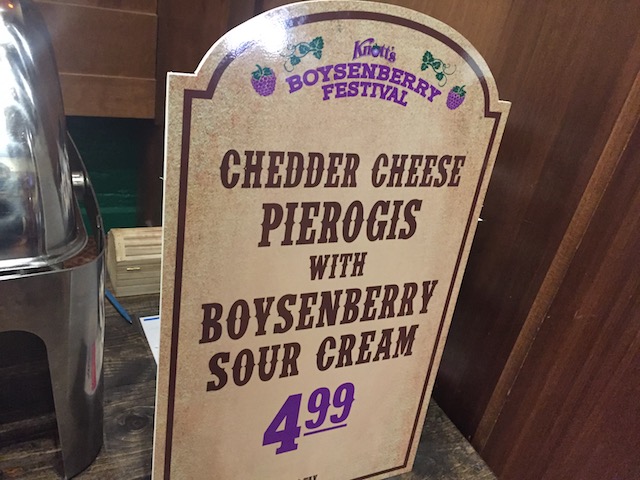 Knott's
BOYSENBERRY
FESTIVAL
CHEDDER CHEESE
PIEROGIS
WITH
BOYSENBERRY
SOUR CREAM
4.99